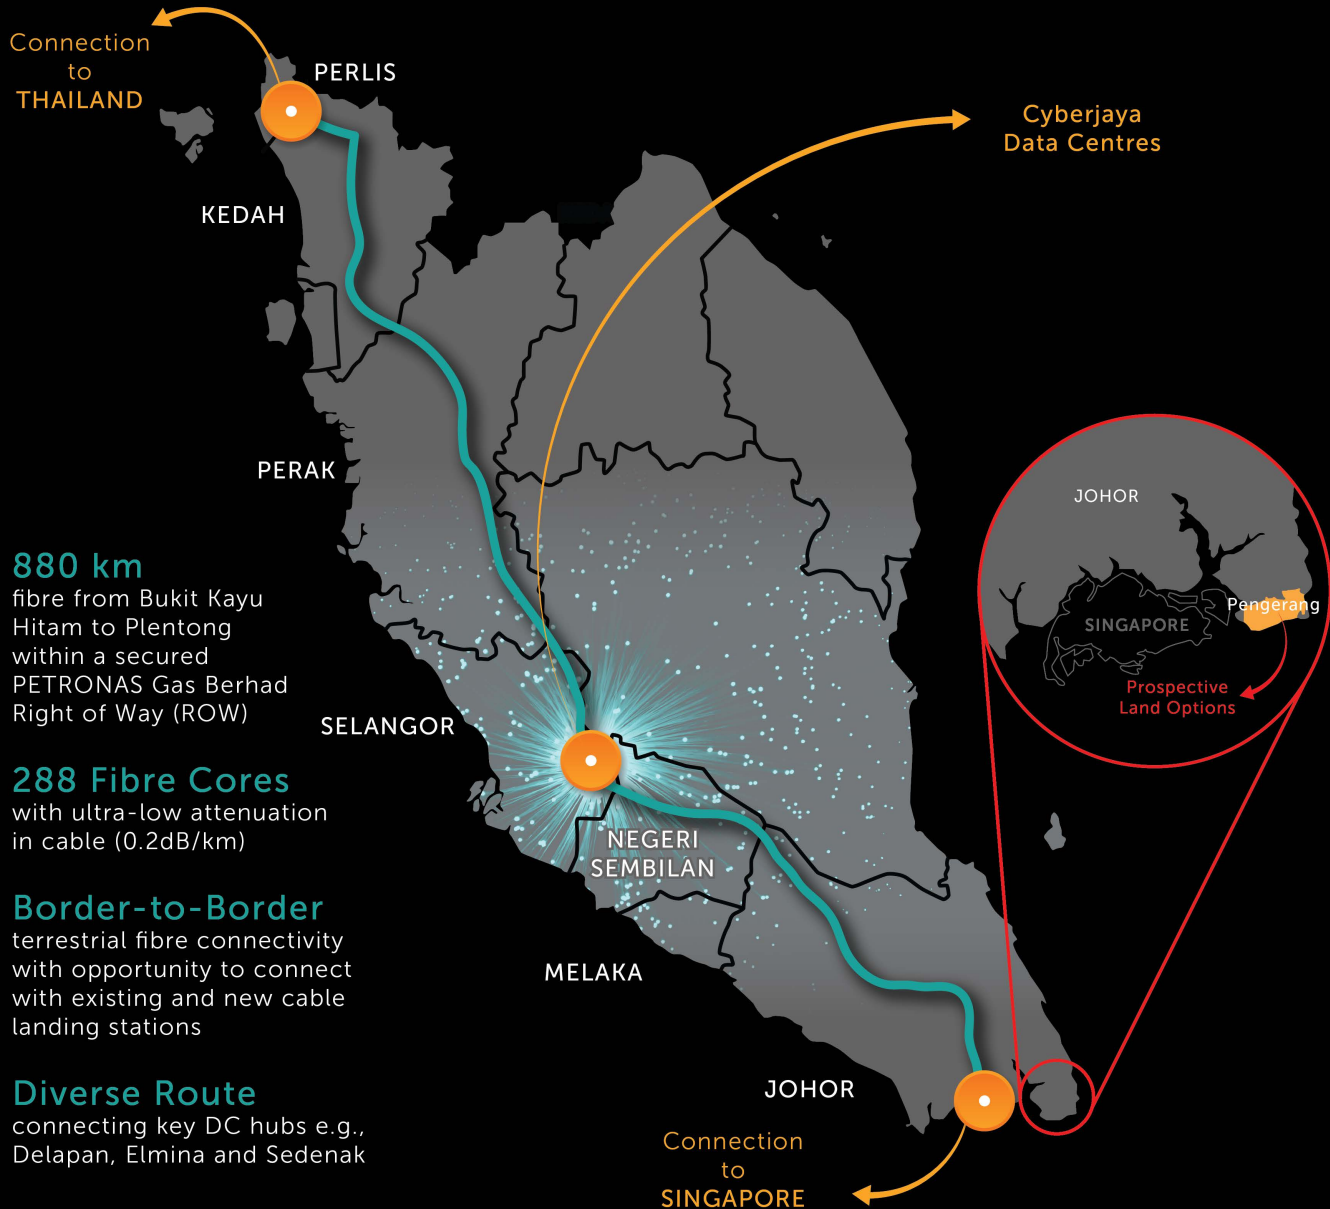 Connection
to
THAILAND
PERLIS
Cyberjaya
Data Centres
KEDAH
PERAK
JOHOR
Pengerang
SINGAPORE
Prospective
Land Options
880 km
fibre from Bukit Kayu
Hitam to Plentong
within a secured
PETRONAS Gas Berhad
Right of Way (ROW)
SELANGOR
288 Fibre Cores
with ultra-low attenuation
in cable (0.2dB/km)
NEGERI
SEMBILAN
Border-to-Border
terrestrial fibre connectivity
with opportunity to connect
with existing and new cable
landing stations
MELAKA
Diverse Route
connecting key DC hubs e.g.,
Delapan, Elmina and Sedenak
JOHOR
Connection
to
SINGAPORE